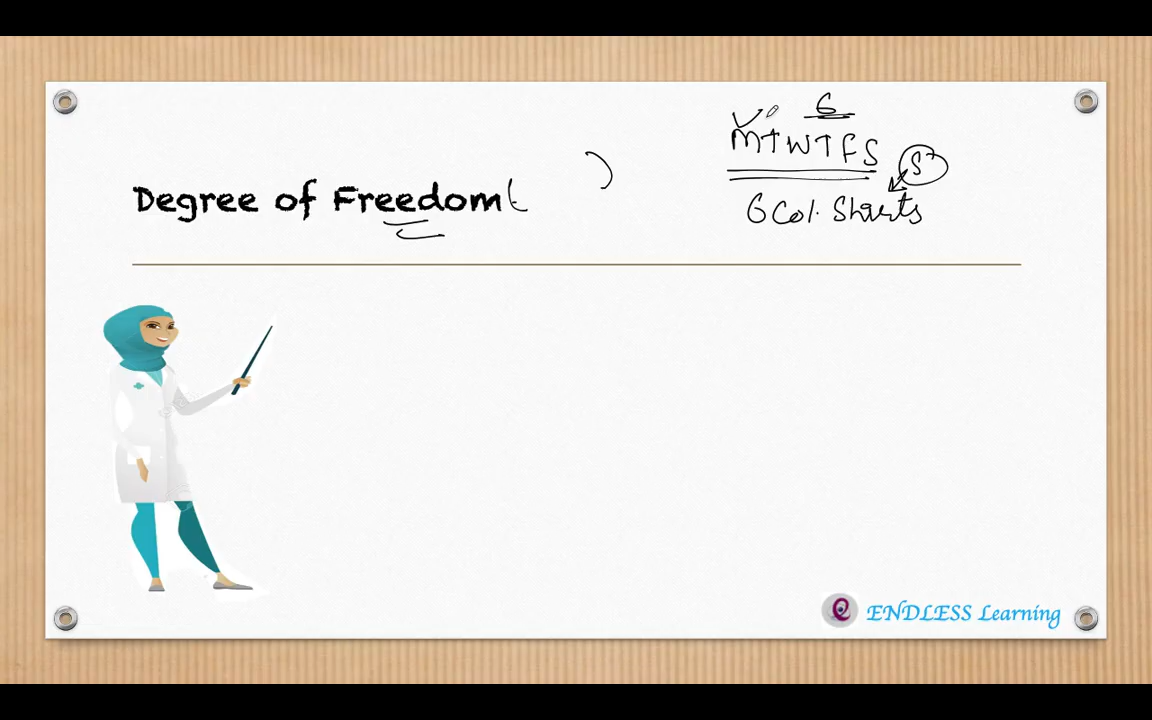 6
MTWTFS
S
6 Col. Shirts
Degree of Freedom( )
ENDLESS Learning